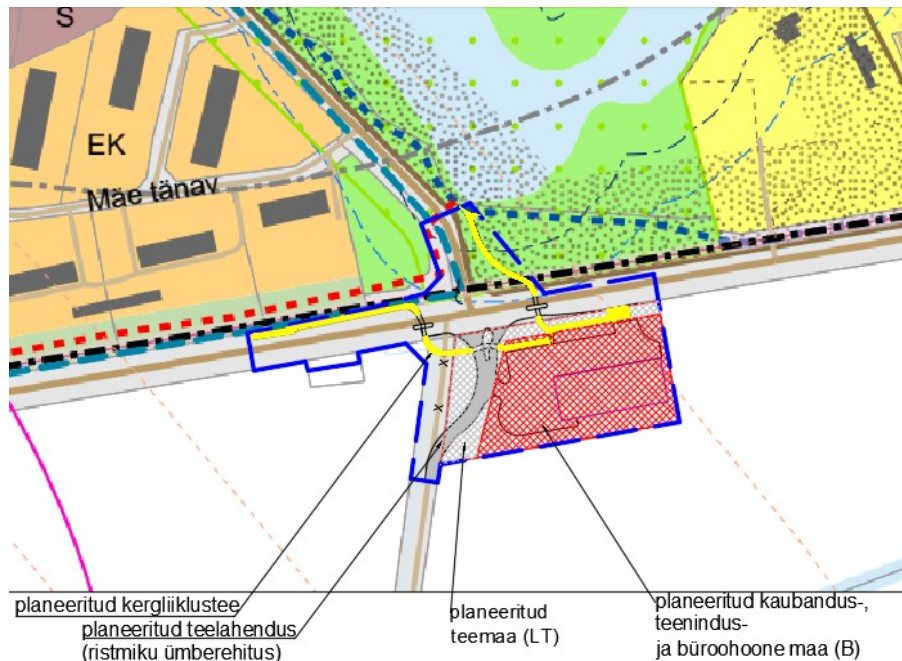 S
EK
Mäe tänav
x
x
planeeritud kergliiklustee
planeeritud teelahendus
(ristmiku ümberehitus)
planeeritud
teemaa (LT)
planeeritud kaubandus-,
teenindus-
ja büroohoone maa (B)